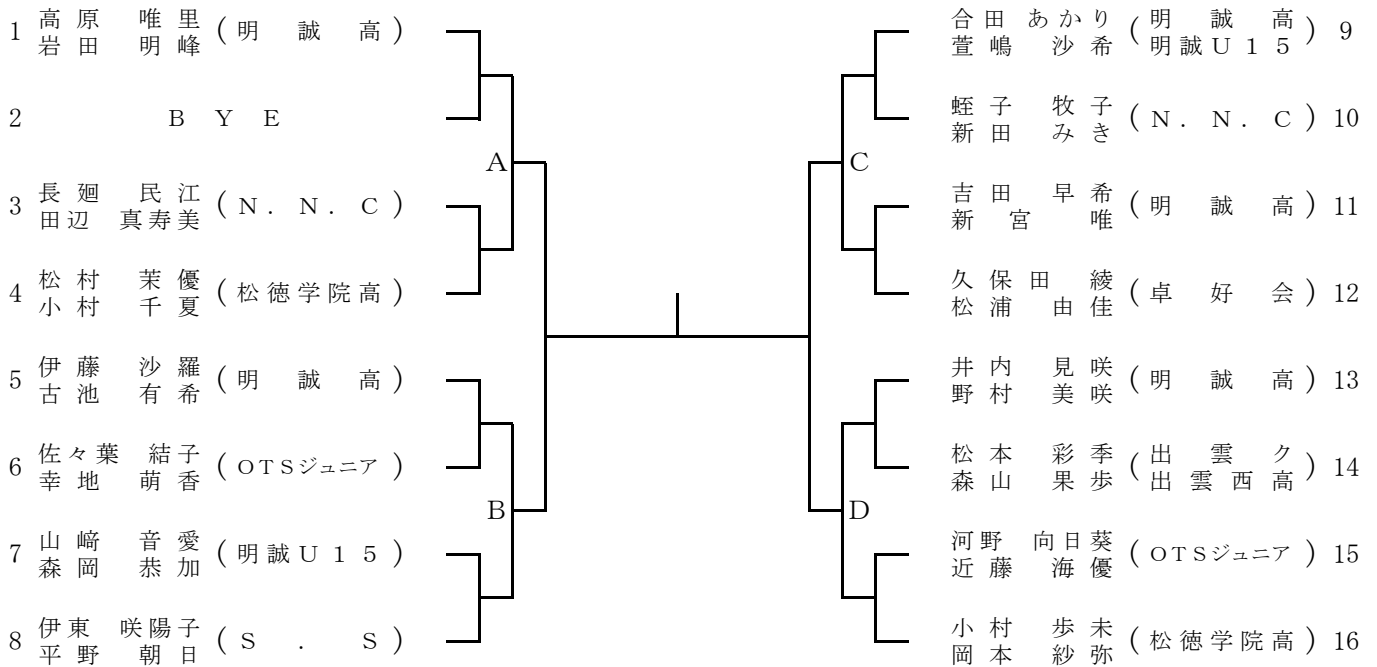 1 高原 唯里 (明誠高)
岩田 明峰
2 BYE
A
3 長廻 民江 (N.N.C)
田辺 真寿美
4 松村 茉優 (松徳学院高)
小村 千夏
5 伊藤 沙羅 (明誠高)
古池 有希
6 佐々葉 結子 (OTSジュニア)
幸地 萌香
B
7 山﨑 音愛 (明誠U15)
森岡 恭加
8 伊東 咲陽子 (S.S)
平野 朝日
合田 あかり (明誠高) 9
萱嶋 沙希 (明誠U15)
蛭子 牧子 (N.N.C) 10
新田 みき
C
吉田 早希 (明誠高) 11
新宮 唯
久保田 綾 (卓好会) 12
松浦 由佳
井内 見咲 (明誠高) 13
野村 美咲
松本 彩季 (出雲ク) 14
森山 果歩 (出雲西高)
D
河野 向日葵 (OTSジュニア) 15
近藤 海優
小村 歩未 (松徳学院高) 16
岡本 紗弥